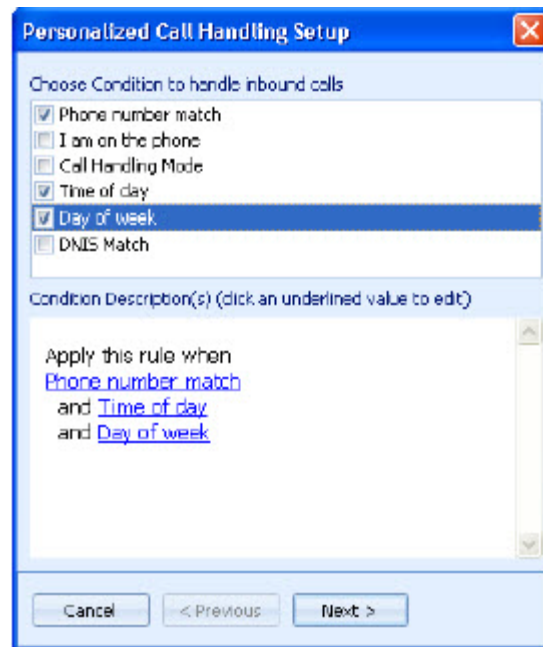 Personalized Call Handling Setup
Choose Condition to handle inbound calls
Phone number match
I am on the phone
Call Handling Mode
Time of day
Day of week
DNIS Match
Condition Description(s) (click an underlined value to edit)
Apply this rule when
Phone number match
and Time of day
and Day of week
Cancel < Previous Next >